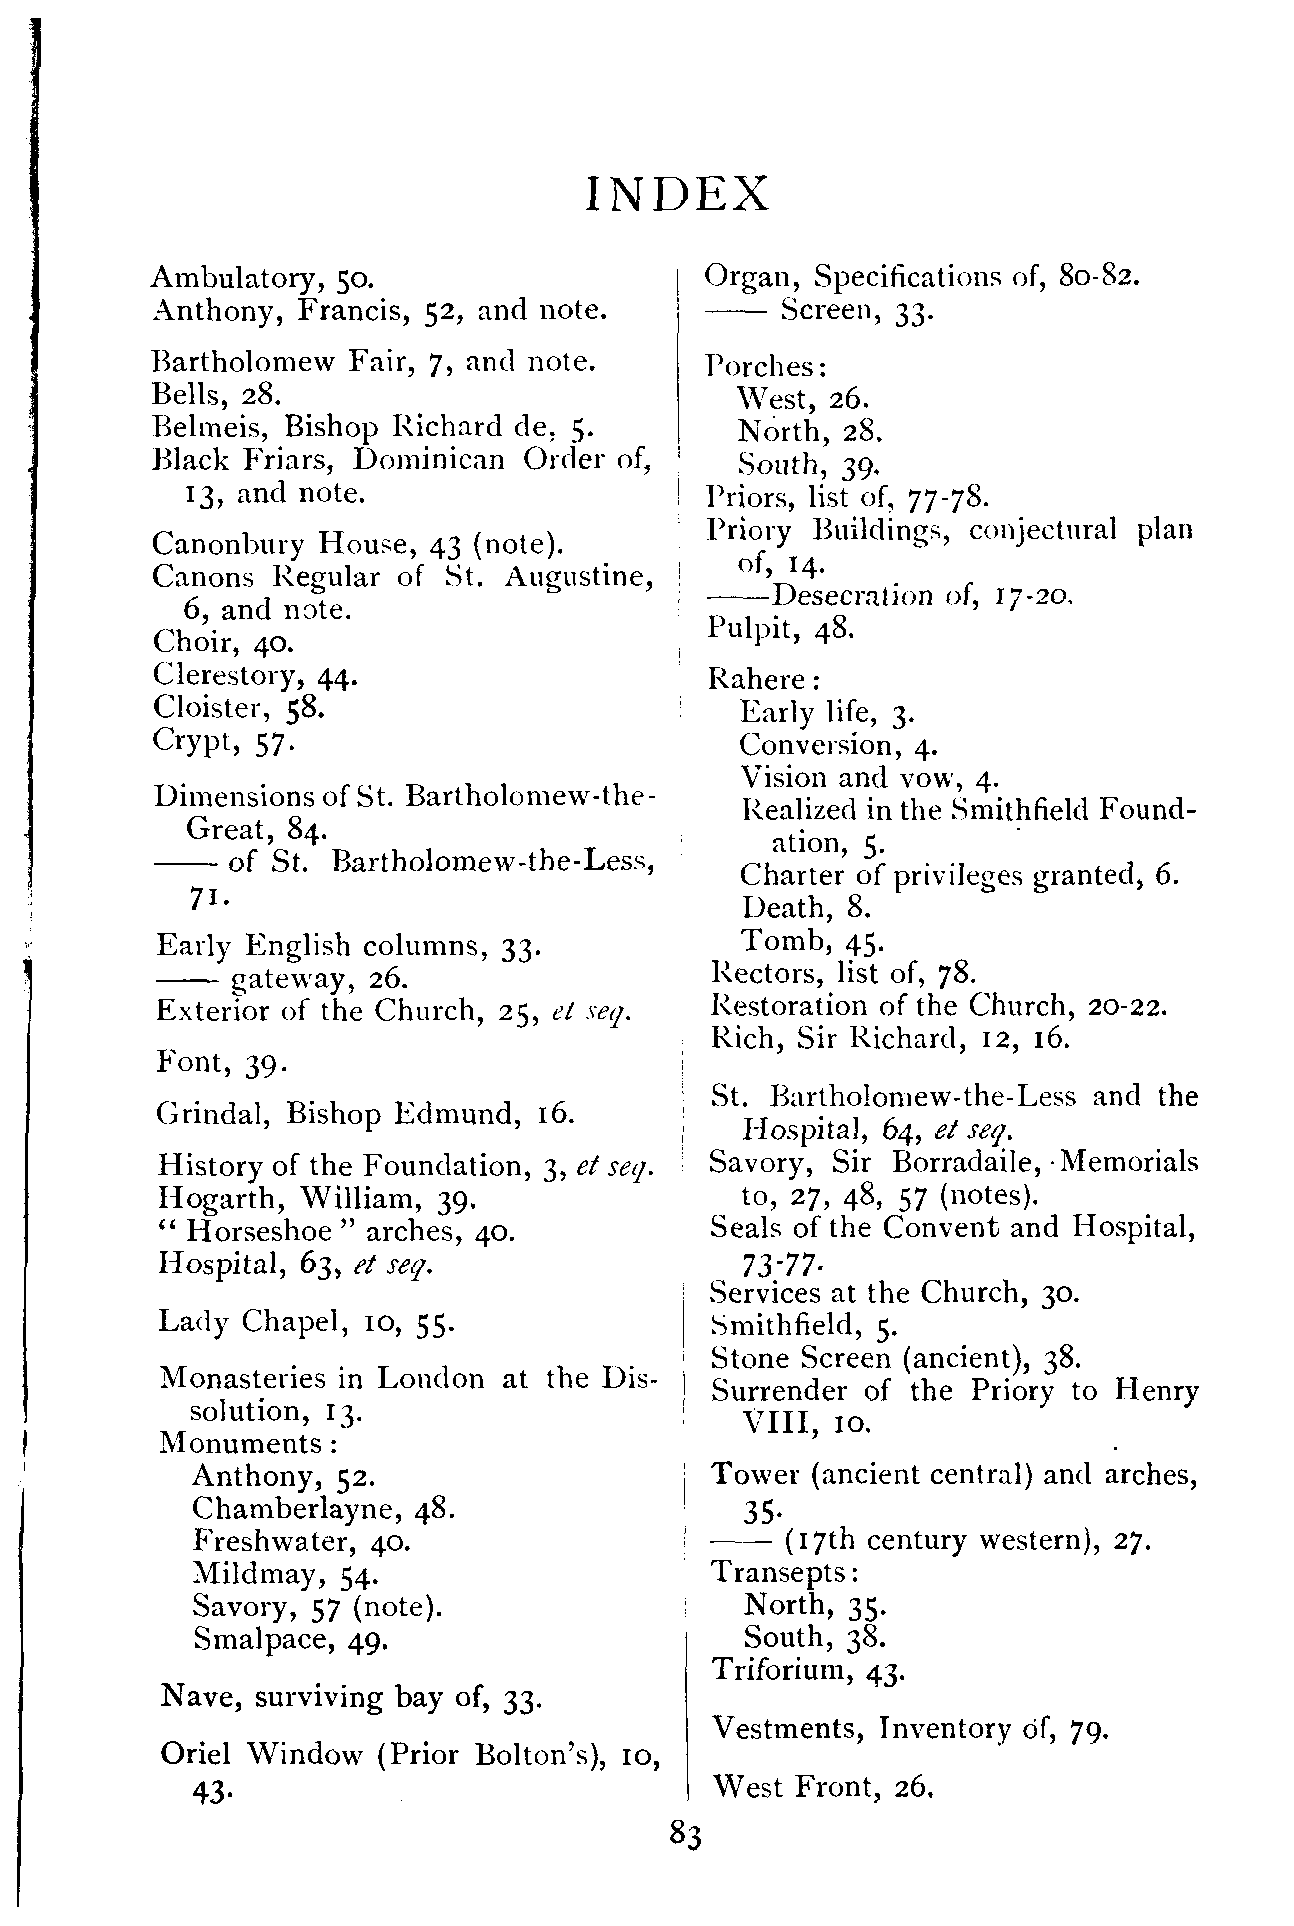 INDEX
Ambulatory, 50.
Anthony, Francis, 52, and note.
Bartholomew Fair, 7, and note.
Bells, 28.
Belmeis, Bishop Richard de, 5.
Black Friars, Dominican Order of,
13, and note.
Canonbury House, 43 (note).
Canons Regular of St. Augustine,
6, and note.
Choir, 40.
Clerestory, 44.
Cloister, 58.
Crypt, 57.
Dimensions of St. Bartholomew-the-
Great, 84.
—— of St. Bartholomew-the-Less,
71.
Early English columns, 33.
—— gateway, 26.
Exterior of the Church, 25, et seq.
Font, 39.
Grindal, Bishop Edmund, 16.
History of the Foundation, 3, et seq.
Hogarth, William, 39.
“ Horseshoe ” arches, 40.
Hospital, 63, et seq.
Lady Chapel, 10, 55.
Monasteries in London at the Dis-
solution, 13.
Monuments :
Anthony, 52.
Chamberlayne, 48.
Freshwater, 40.
Mildmay, 54.
Savory, 57 (note).
Smalpace, 49.
Nave, surviving bay of, 33.
Oriel Window (Prior Bolton’s), 10,
43.
Organ, Specifications of, 80-82.
—— Screen, 33.
Porches :
West, 26.
North, 28.
South, 39.
Priors, list of, 77-78.
Priory Buildings, conjectural plan
of, 14.
——Desecration of, 17-20.
Pulpit, 48.
Rahere :
Early life, 3.
Conversion, 4.
Vision and vow, 4.
Realized in the Smithfield Found-
ation, 5.
Charter of privileges granted, 6.
Death, 8.
Tomb, 45.
Rectors, list of, 78.
Restoration of the Church, 20-22.
Rich, Sir Richard, 12, 16.
St. Bartholomew-the-Less and the
Hospital, 64, et seq.
Savory, Sir Borradaile, Memorials
to, 27, 48, 57 (notes).
Seals of the Convent and Hospital,
73-77.
Services at the Church, 30.
Smithfield, 5.
Stone Screen (ancient), 38.
Surrender of the Priory to Henry
VIII, 10.
Tower (ancient central) and arches,
35.
—— (17th century western), 27.
Transepts :
North, 35.
South, 38.
Triforium, 43.
Vestments, Inventory of, 79.
West Front, 26.
83